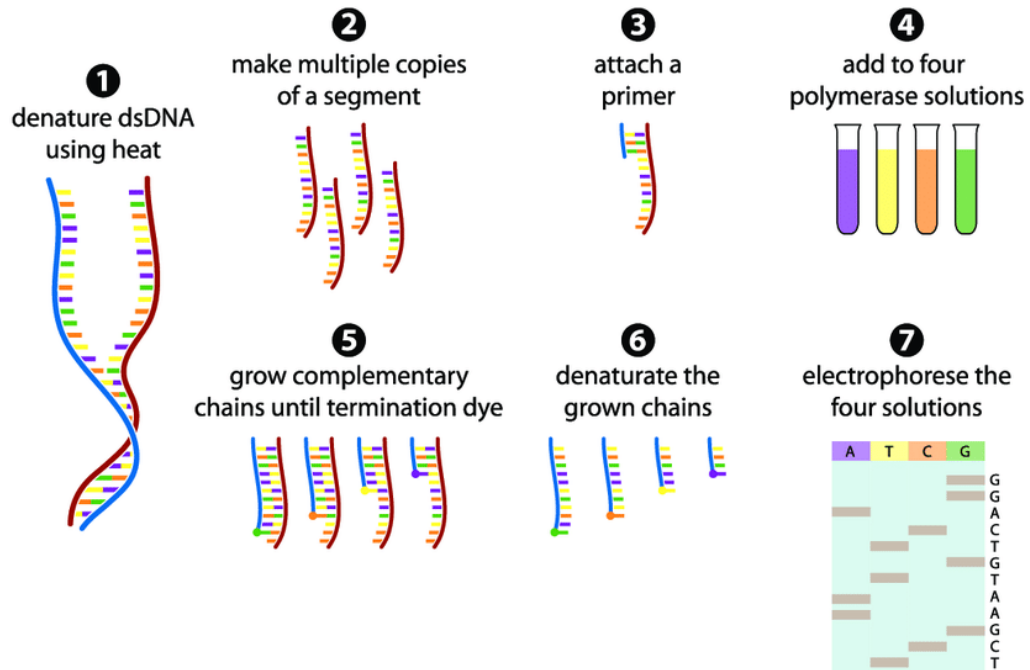 1
denature dsDNA
using heat
2
make multiple copies
of a segment
3
attach a
primer
4
add to four
polymerase solutions
5
grow complementary
chains until termination dye
6
denaturate the
grown chains
7
electrophorese the
four solutions
A T C G
G
G
A
C
T
G
T
A
A
G
C
T